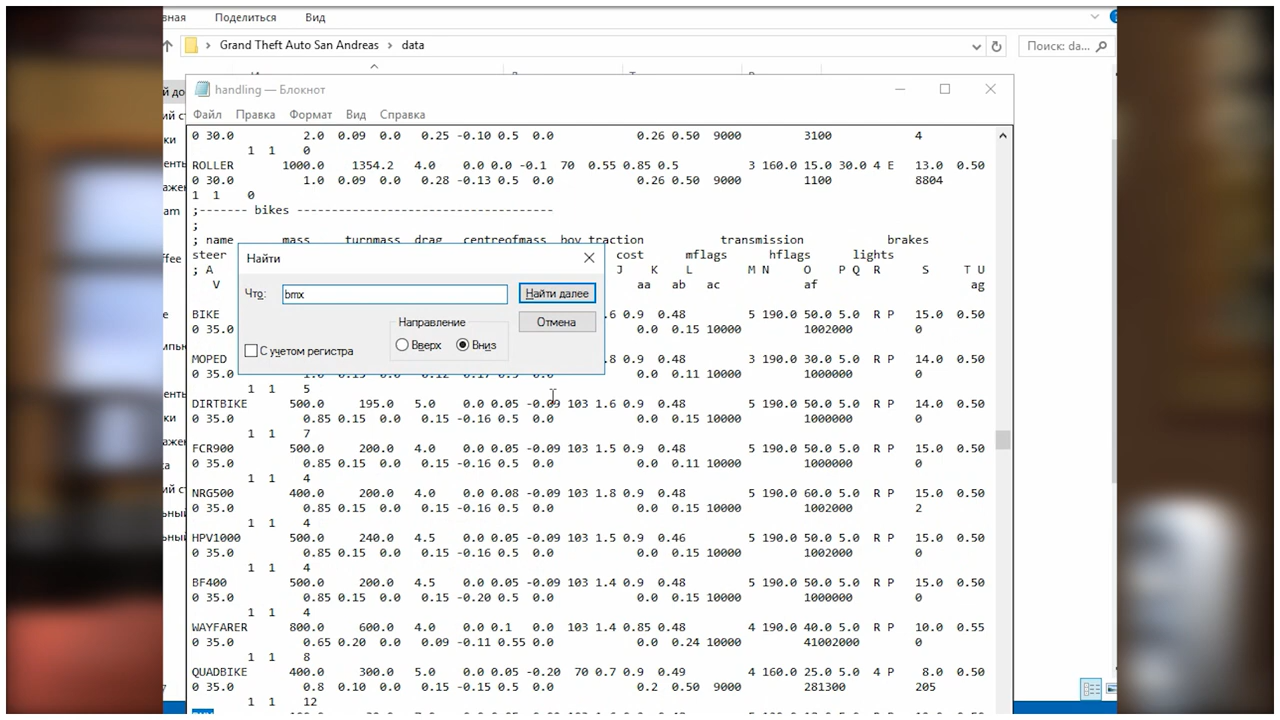 вная Поделиться Вид
Grand Theft Auto San Andreas › data
Поиск: da...
handling — Блокнот
Файл Правка Формат Вид Справка
0 30.0 2.0 0.09 0.0 0.25 -0.10 0.5 0.0 0.26 0.50 9000 3100 4
1 1 0
ROLLER 1000.0 1354.2 4.0 0.0 0.0 -0.1 70 0.55 0.85 0.5 3 160.0 15.0 30.0 4 E 13.0 0.50
0 30.0 1.0 0.09 0.0 0.28 -0.13 0.5 0.0 0.26 0.50 9000 1100 8804
1 1 0
;------- bikes -------------------------------------
;
; name mass turnmass drag centreofmass boy traction transmission brakes
steer cost mflags hflags lights
; A J K L M N O P Q R S T U
V aa ab ac af ag
Найти
Что: bmx
Найти далее
Отмена
Направление
Вверх Вниз
С учетом регистра
BIKE .6 0.9 0.48 5 190.0 50.0 5.0 R P 15.0 0.50
0 35.0 0.0 0.15 10000 1002000 0
MOPED .8 0.9 0.48 3 190.0 30.0 5.0 R P 14.0 0.50
0 35.0 0.0 0.11 10000 1000000 0
1 1 5
DIRTBIKE 500.0 195.0 5.0 0.0 0.05 -0.09 103 1.6 0.9 0.48 5 190.0 50.0 5.0 R P 14.0 0.50
0 35.0 0.85 0.15 0.0 0.15 -0.16 0.5 0.0 0.0 0.15 10000 1000000 0
1 1 7
FCR900 500.0 200.0 4.0 0.0 0.05 -0.09 103 1.5 0.9 0.48 5 190.0 50.0 5.0 R P 15.0 0.50
0 35.0 0.85 0.15 0.0 0.15 -0.16 0.5 0.0 0.0 0.11 10000 1000000 0
1 1 4
NRG500 400.0 200.0 4.0 0.0 0.08 -0.09 103 1.8 0.9 0.48 5 190.0 60.0 5.0 R P 15.0 0.50
0 35.0 0.85 0.15 0.0 0.15 -0.16 0.5 0.0 0.0 0.15 10000 1002000 2
1 1 4
HPV1000 500.0 240.0 4.5 0.0 0.05 -0.09 103 1.5 0.9 0.46 5 190.0 50.0 5.0 R P 15.0 0.50
0 35.0 0.85 0.15 0.0 0.15 -0.16 0.5 0.0 0.0 0.15 10000 1002000 0
1 1 4
BF400 500.0 200.0 4.5 0.0 0.05 -0.09 103 1.4 0.9 0.48 5 190.0 50.0 5.0 R P 15.0 0.50
0 35.0 0.85 0.15 0.0 0.15 -0.20 0.5 0.0 0.0 0.15 10000 1000000 0
1 1 4
WAYFARER 800.0 600.0 4.0 0.0 0.1 -0.09 103 1.4 0.85 0.48 4 190.0 40.0 5.0 R P 10.0 0.55
0 35.0 0.65 0.20 0.0 0.09 -0.11 0.55 0.0 0.0 0.24 10000 41002000 0
1 1 8
QUADBIKE 400.0 300.0 5.0 0.0 0.05 -0.20 70 0.7 0.9 0.49 4 160.0 25.0 5.0 4 P 8.0 0.50
0 35.0 0.8 0.10 0.0 0.15 -0.15 0.5 0.0 0.2 0.50 9000 281300 205
1 1 12